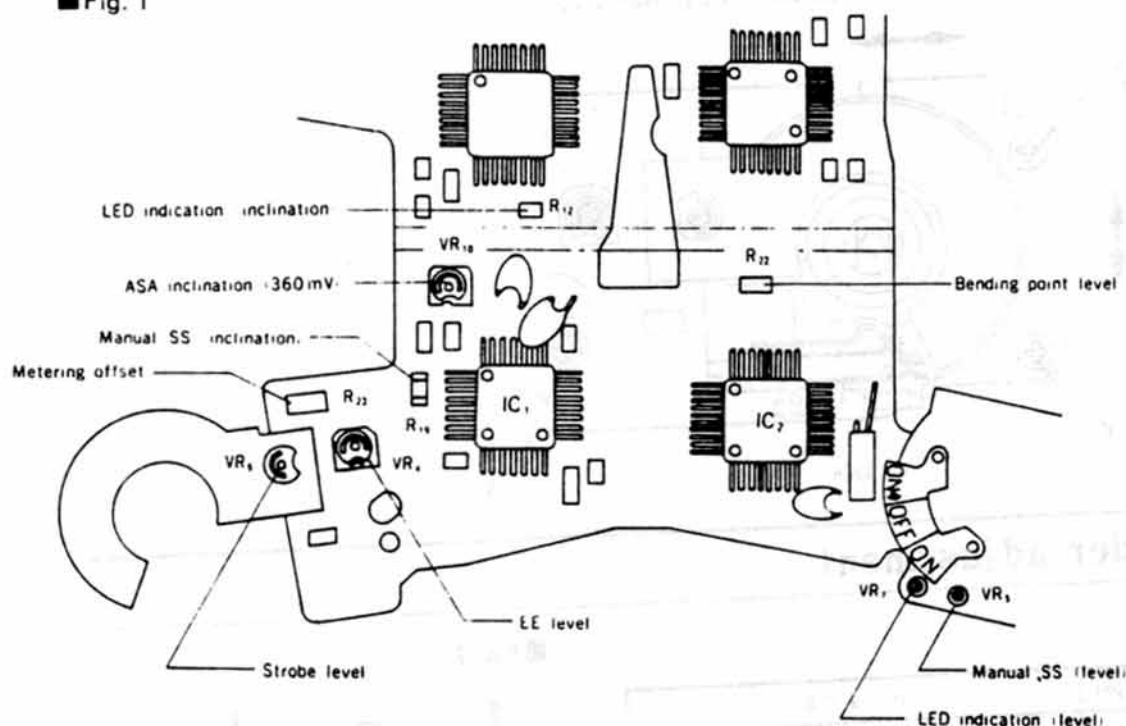 ■Fig. 1
LED indication inclination
R₁₂
VR₁₀
R₂₂
ASA inclination (360mV)
Bending point level
Manual SS inclination
Metering offset
R₂₃
R₁₉
IC₁
IC₂
VR₅
VR₄
ON
OFF
ON
VR₇
EE level
Strobe level
Manual SS (level)
LED indication (level)